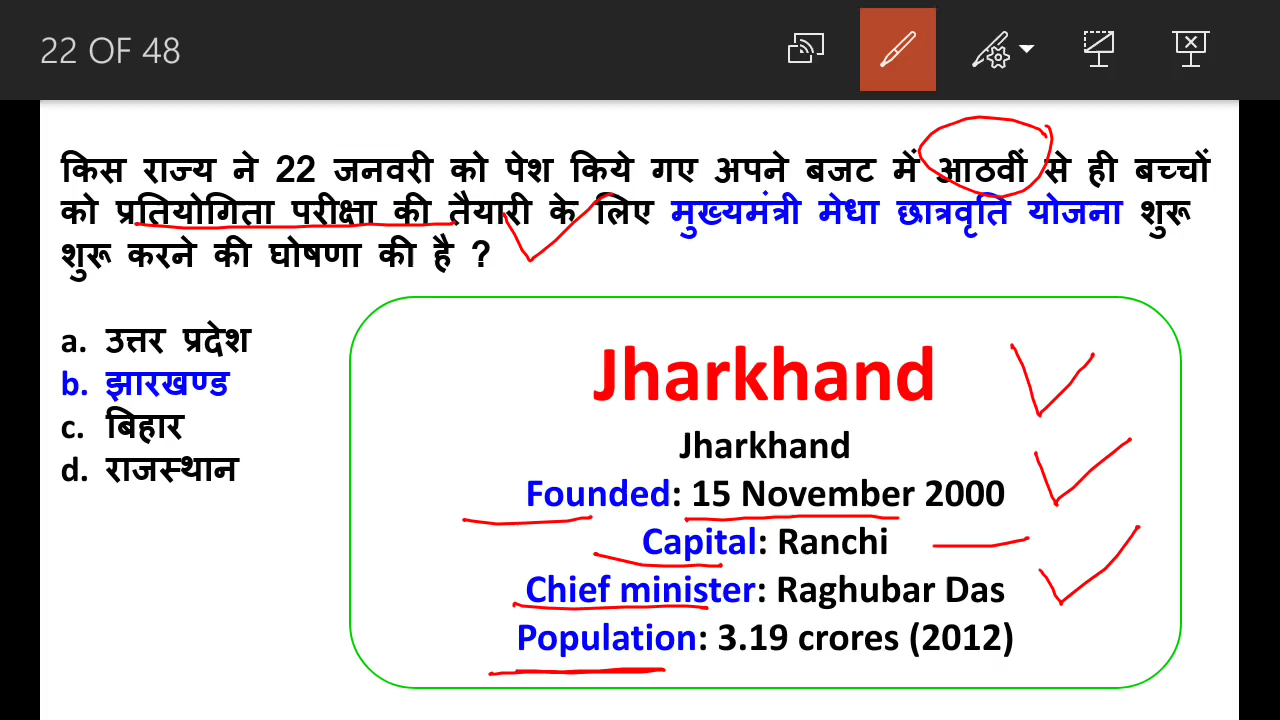 22 OF 48
किस राज्य ने 22 जनवरी को पेश किये गए अपने बजट में आठवीं से ही बच्चों
को प्रतियोगिता परीक्षा की तैयारी के लिए मुख्यमंत्री मेधा छात्रवृति योजना शुरू
शुरू करने की घोषणा की है ?
a. उत्तर प्रदेश
b. झारखण्ड
c. बिहार
d. राजस्थान
Jharkhand
Jharkhand
Founded: 15 November 2000
Capital: Ranchi
Chief minister: Raghubar Das
Population: 3.19 crores (2012)